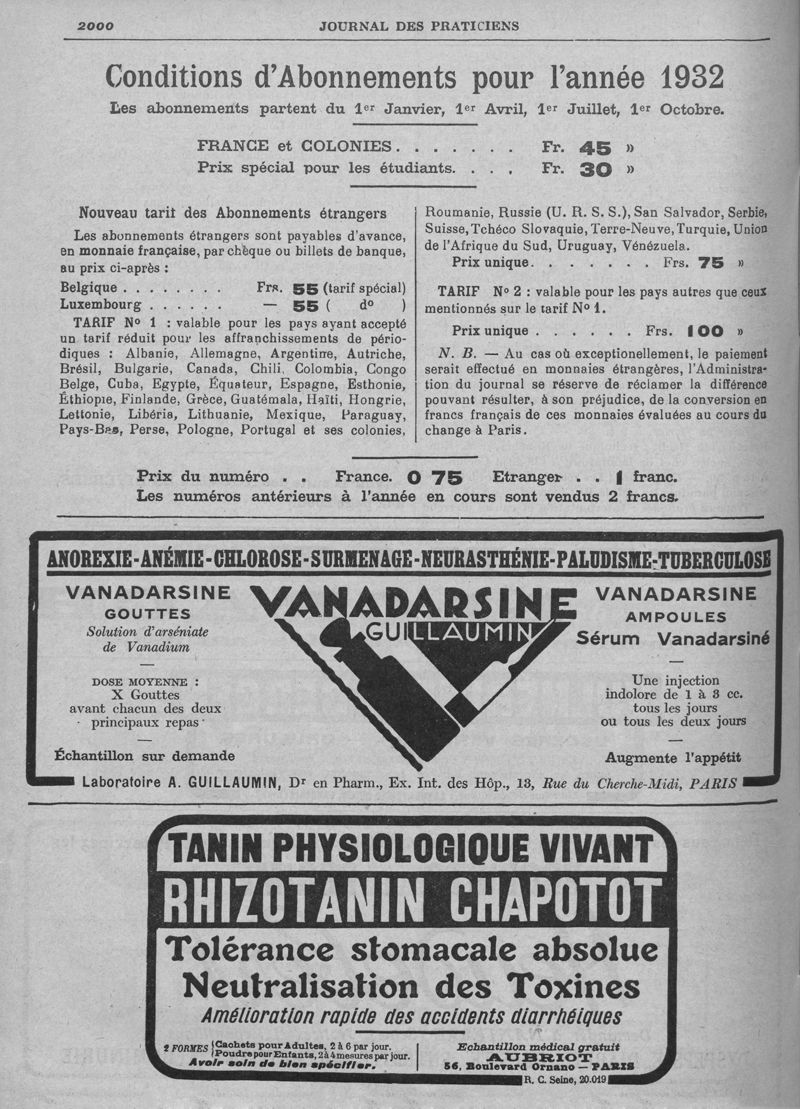 2000
JOURNAL DES PRATICIENS
Conditions d'Abonnements pour l'année 1932
Les abonnements partent du 1er Janvier, 1er Avril, 1er Juillet, 1er Octobre.
FRANCE et COLONIES. . . . . . . Fr. 45 »
Prix spécial pour les étudiants. . . . Fr. 30 »
Nouveau tarif des Abonnements étrangers
Les abonnements étrangers sont payables d'avance,
en monnaie française, par chèque ou billets de banque,
au prix ci-après :
Belgique . . . . . . . . Frs. 55 (tarif spécial)
Luxembourg . . . . . . — 55 ( do )
TARIF No 1 : valable pour les pays ayant accepté
un tarif réduit pour les affranchissements de pério-
diques : Albanie, Allemagne, Argentine, Autriche,
Brésil, Bulgarie, Canada, Chili, Colombia, Congo
Belge, Cuba, Egypte, Équateur, Espagne, Esthonie,
Éthiopie, Finlande, Grèce, Guatémala, Haïti, Hongrie,
Lettonie, Libéria, Lithuanie, Mexique, Paraguay,
Pays-Bas, Perse, Pologne, Portugal et ses colonies,
Roumanie, Russie (U. R. S. S.), San Salvador, Serbie,
Suisse, Tchéco Slovaquie, Terre-Neuve, Turquie, Union
de l'Afrique du Sud, Uruguay, Vénézuela.
Prix unique. . . . . . . Frs. 75 »
TARIF No 2 : valable pour les pays autres que ceux
mentionnés sur le tarif No 1.
Prix unique . . . . . . Frs. 100 »
N. B. — Au cas où exceptionellement, le paiement
serait effectué en monnaies étrangères, l'Administra-
tion du journal se réserve de réclamer la différence
pouvant résulter, à son préjudice, de la conversion en
francs français de ces monnaies évaluées au cours du
change à Paris.
Prix du numéro . . France. 0 75 Etranger . . 1 franc.
Les numéros antérieurs à l'année en cours sont vendus 2 francs.
ANOREXIE-ANÉMIE-CHLOROSE-SURMENAGE-NEURASTHÉNIE-PALUDISME-TUBERCULOSE
VANADARSINE
GOUTTES
Solution d'arséniate
de Vanadium
DOSE MOYENNE :
X Gouttes
avant chacun des deux
principaux repas
Échantillon sur demande
VANADARSINE
GUILLAUMIN
VANADARSINE
AMPOULES
Sérum Vanadarsiné
Une injection
indolore de 1 à 3 cc.
tous les jours
ou tous les deux jours
Augmente l'appétit
Laboratoire A. GUILLAUMIN, Dr en Pharm., Ex. Int. des Hôp., 13, Rue du Cherche-Midi, PARIS
TANIN PHYSIOLOGIQUE VIVANT
RHIZOTANIN CHAPOTOT
Tolérance stomacale absolue
Neutralisation des Toxines
Amélioration rapide des accidents diarrhéiques
2 FORMES { Cachets pour Adultes, 2 à 6 par jour.
Poudre pour Enfants, 2 à 4 mesures par jour.
Avoir soin de bien spécifier.
Echantillon médical gratuit
AUBRIOT
56, Boulevard Ornano — PARIS
R. C. Seine, 20.019